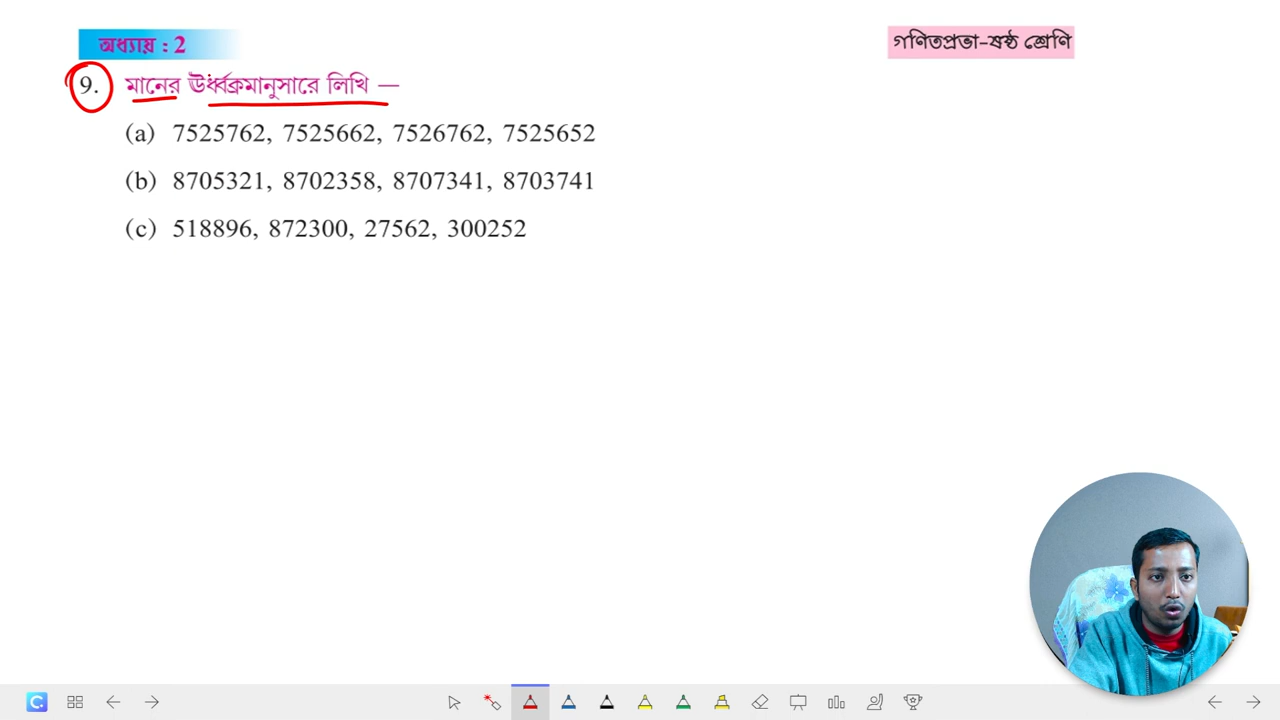 অধ্যায় : 2
গণিতপ্রভা-ষষ্ঠ শ্রেণি
9. মানের ঊর্ধ্বক্রমানুসারে লিখি —
(a) 7525762, 7525662, 7526762, 7525652
(b) 8705321, 8702358, 8707341, 8703741
(c) 518896, 872300, 27562, 300252